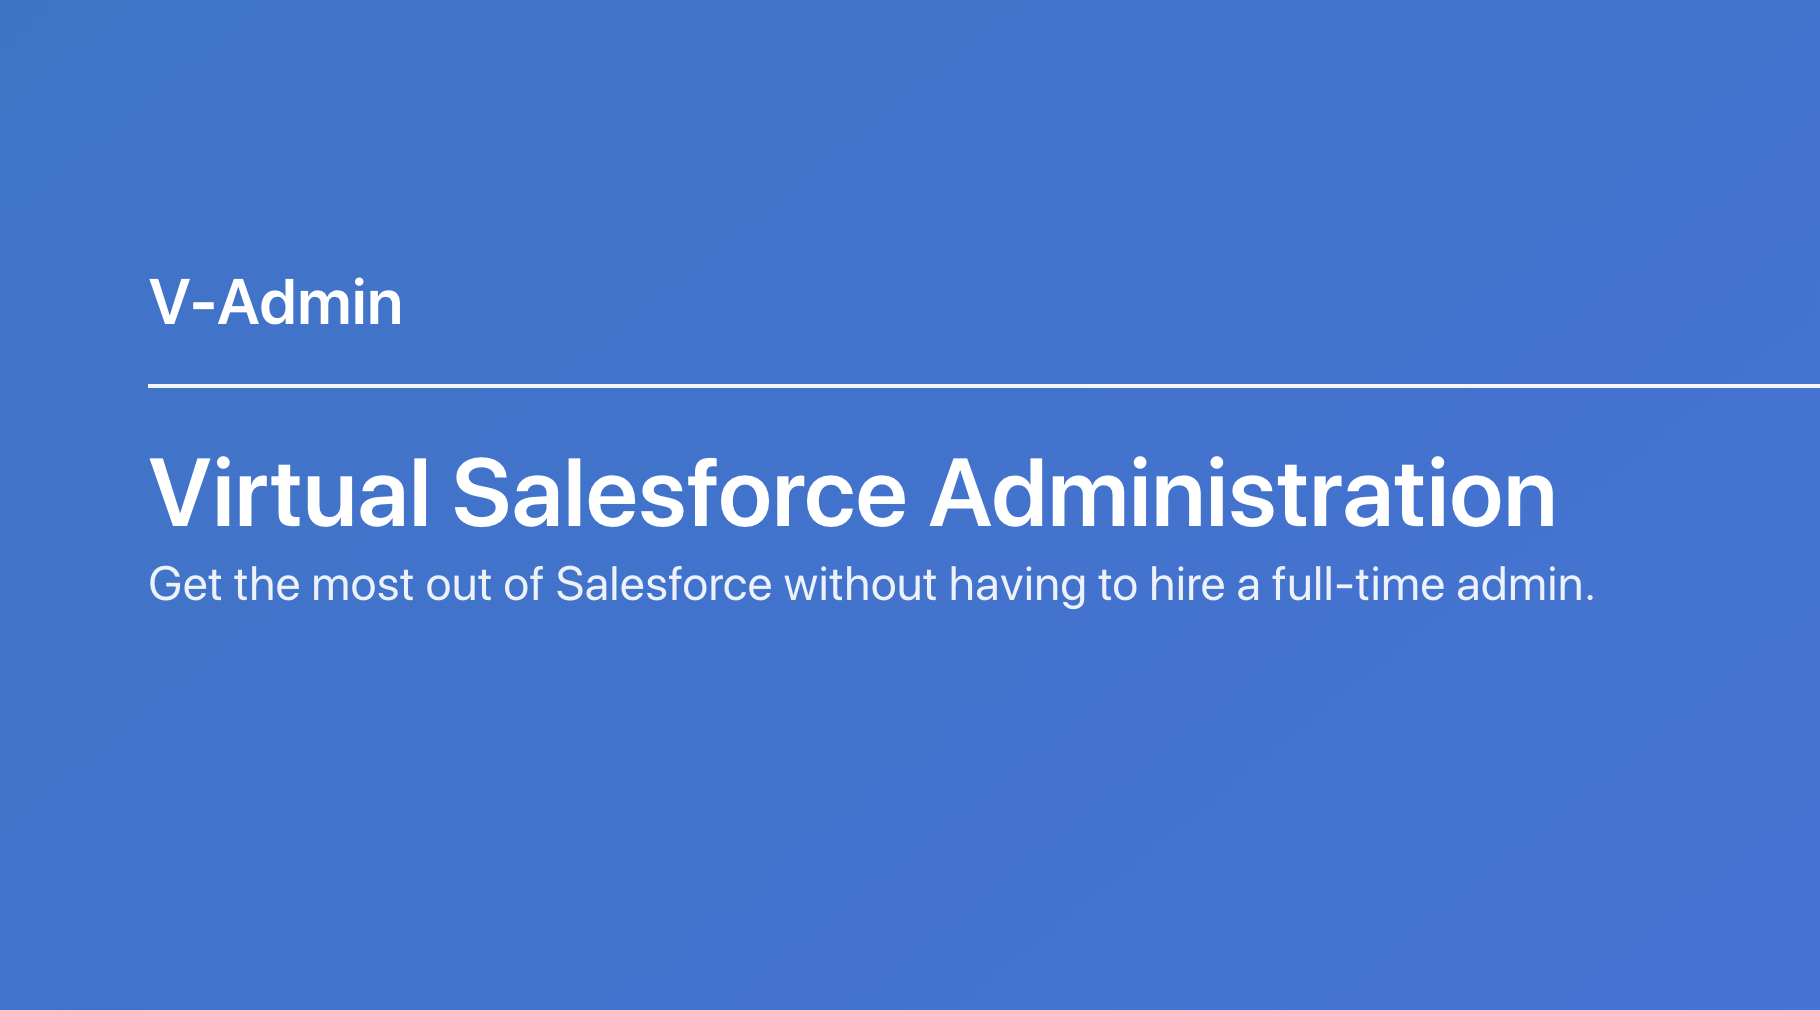 V-Admin
Virtual Salesforce Administration
Get the most out of Salesforce without having to hire a full-time admin.